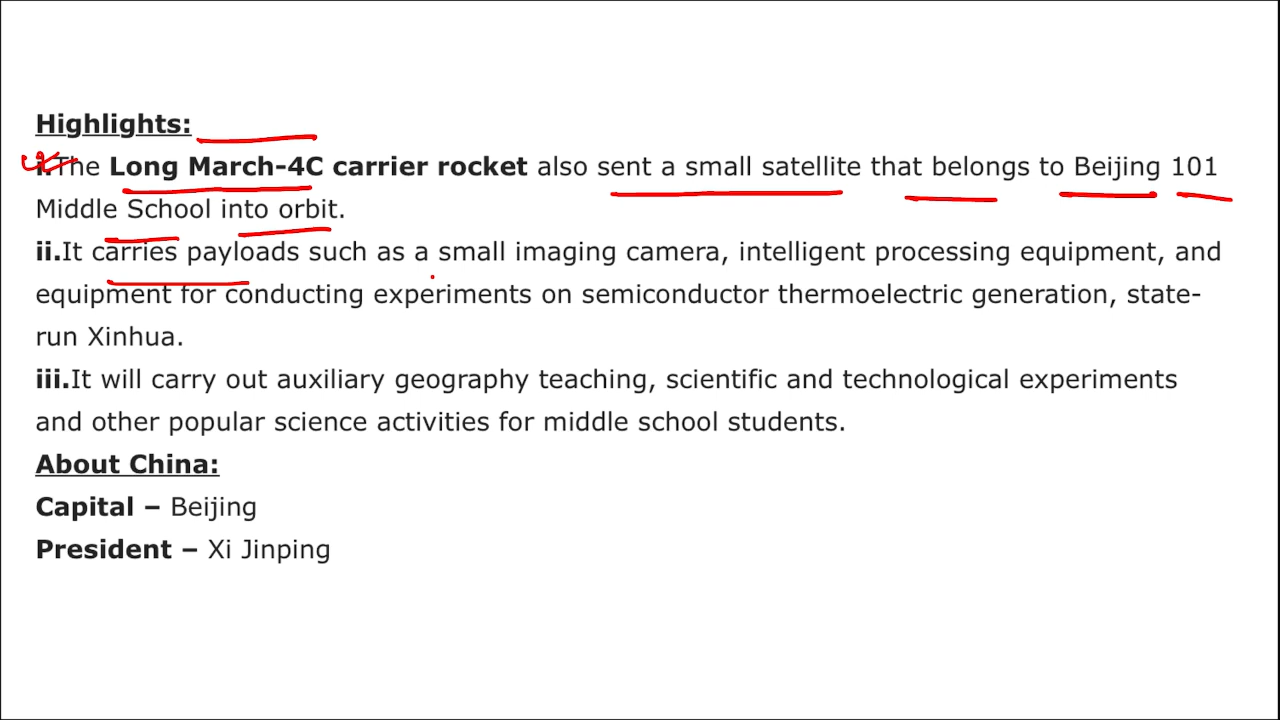 Highlights:
i.The Long March-4C carrier rocket also sent a small satellite that belongs to Beijing 101
Middle School into orbit.
ii.It carries payloads such as a small imaging camera, intelligent processing equipment, and
equipment for conducting experiments on semiconductor thermoelectric generation, state-
run Xinhua.
iii.It will carry out auxiliary geography teaching, scientific and technological experiments
and other popular science activities for middle school students.
About China:
Capital – Beijing
President – Xi Jinping